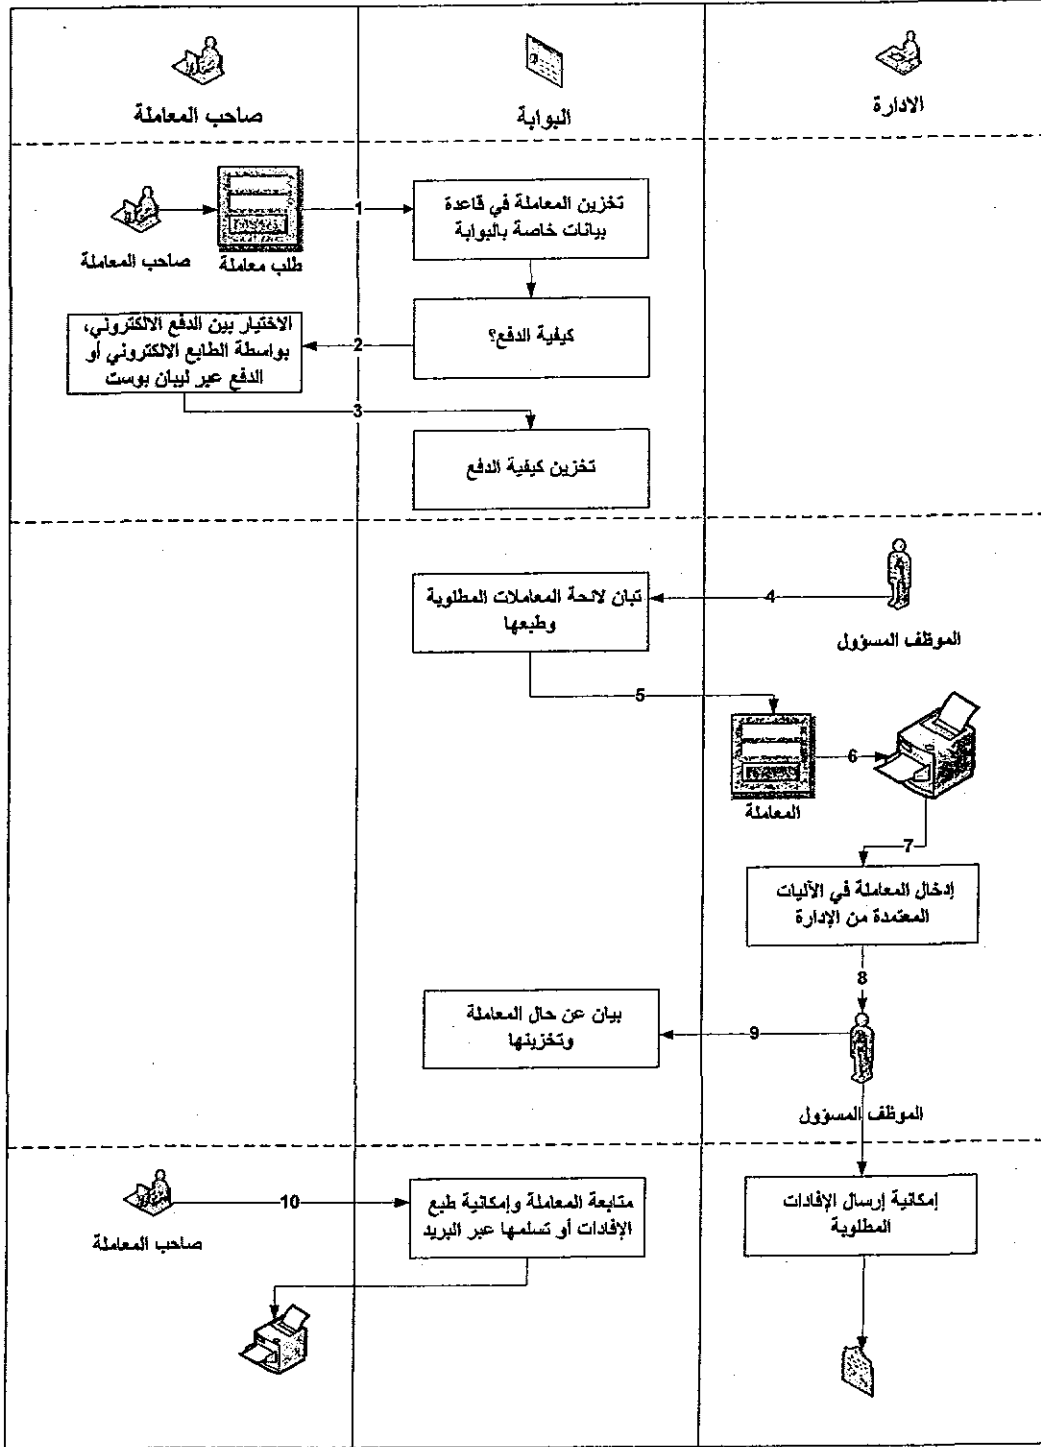 صاحب المعاملة
البوابة
الادارة
صاحب المعاملة
طلب معاملة
1
تخزين المعاملة في قاعدة
بيانات خاصة بالبوابة
كيفية الدفع؟
2
الاختيار بين الدفع الالكتروني،
بواسطة الطابع الالكتروني أو
الدفع عبر ليبان بوست
3
تخزين كيفية الدفع
الموظف المسؤول
4
تبان لائحة المعاملات المطلوبة
وطبعها
5
المعاملة
6
7
إدخال المعاملة في الآليات
المعتمدة من الإدارة
8
الموظف المسؤول
9
بيان عن حال المعاملة
وتخزينها
إمكانية إرسال الإفادات
المطلوبة
صاحب المعاملة
10
متابعة المعاملة وإمكانية طبع
الإفادات أو تسلمها عبر البريد